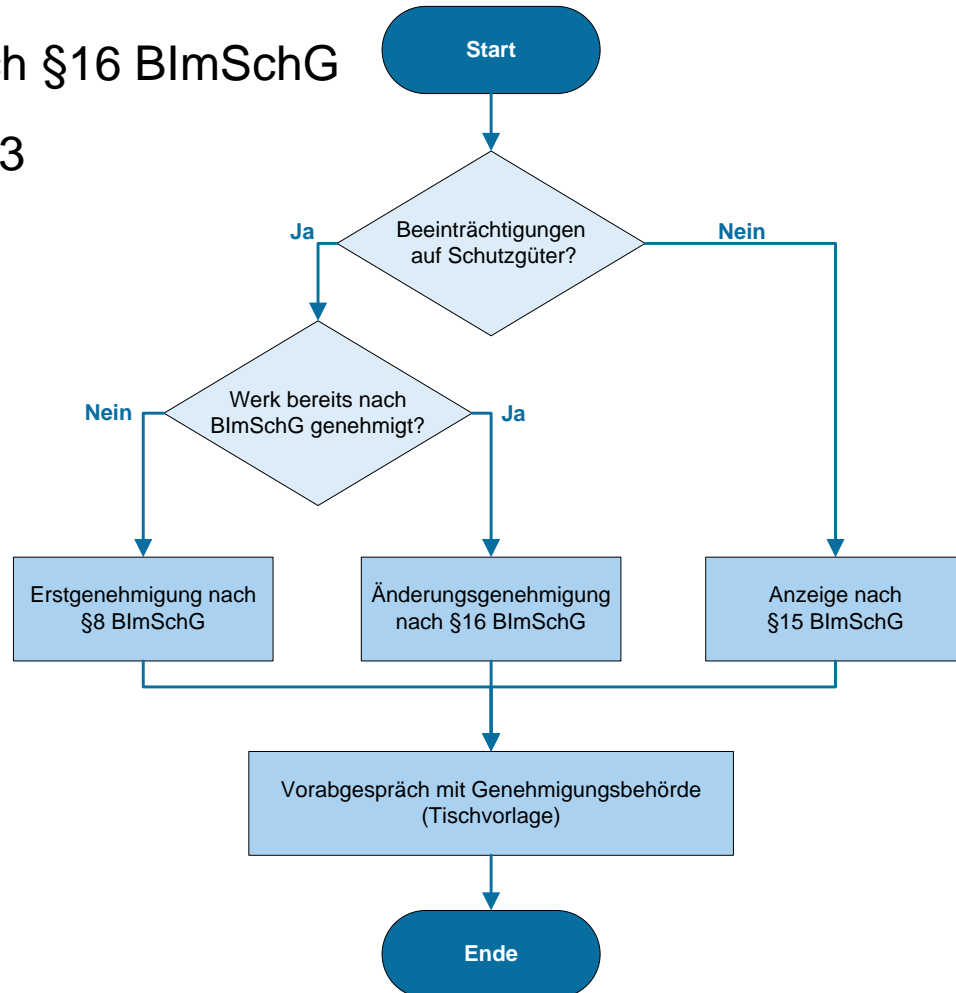 ch §16 BImSchG
3
Start
Beeinträchtigungen
auf Schutzgüter?
Ja
Nein
Werk bereits nach
BImSchG genehmigt?
Nein
Ja
Erstgenehmigung nach
§8 BImSchG
Änderungsgenehmigung
nach §16 BImSchG
Anzeige nach
§15 BImSchG
Vorabgespräch mit Genehmigungsbehörde
(Tischvorlage)
Ende